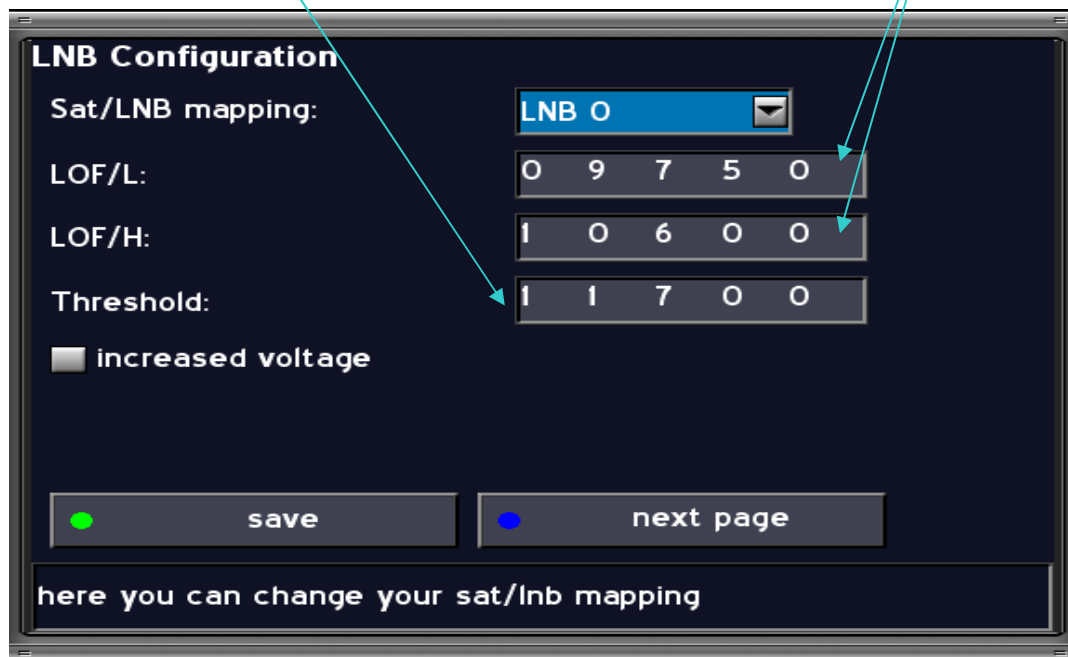 LNB Configuration
Sat/LNB mapping: LNB 0
LOF/L: 0 9 7 5 0
LOF/H: 1 0 6 0 0
Threshold: 1 1 7 0 0
increased voltage
save next page
here you can change your sat/lnb mapping